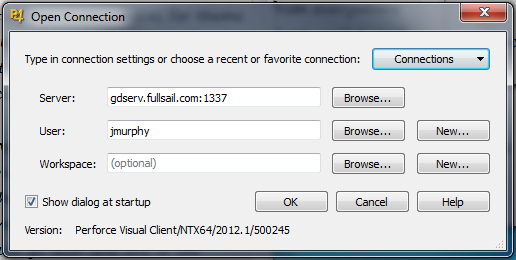 Open Connection
Type in connection settings or choose a recent or favorite connection: Connections
Server: gdserv.fullsail.com:1337 Browse...
User: jmurphy Browse... New...
Workspace: (optional) Browse... New...
Show dialog at startup OK Cancel Help
Version: Perforce Visual Client/NTX64/2012.1/500245